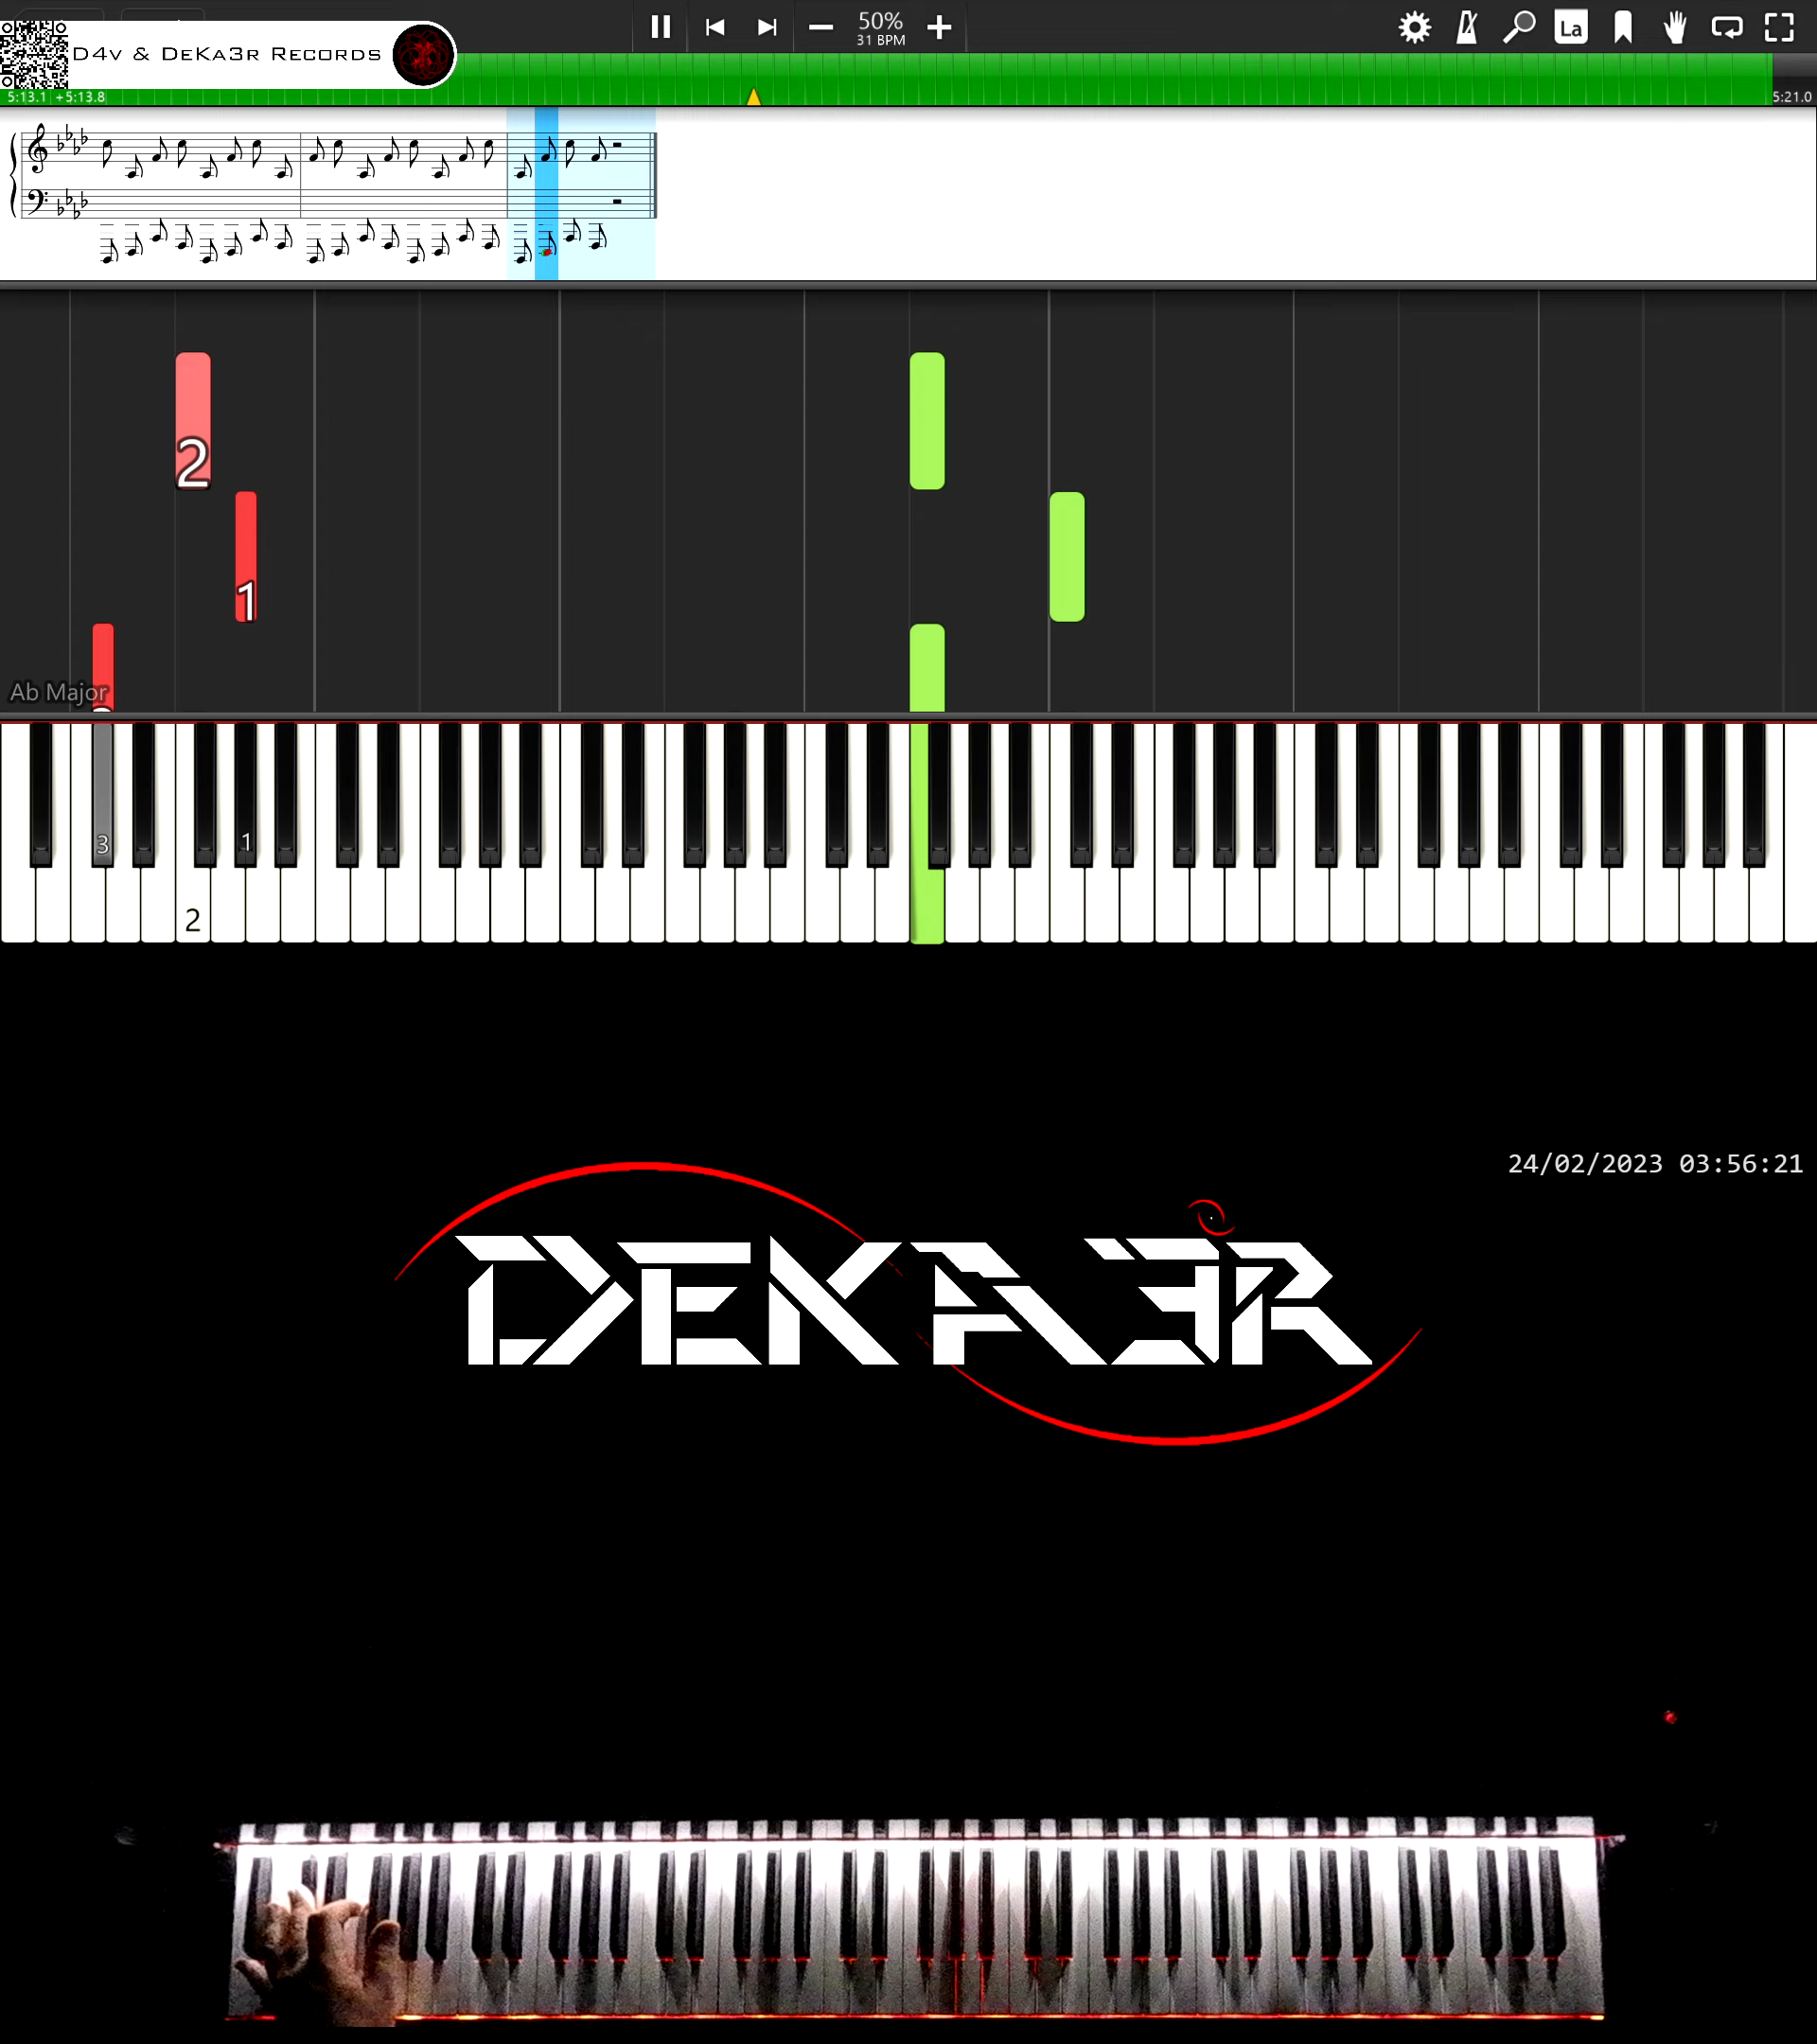 50%
31 BPM
La
D4v & DeKa3r Records
5:13.1 +5:13.8
5:21.0
2
1
Ab Major
3
1
2
24/02/2023 03:56:21
DEKA3R